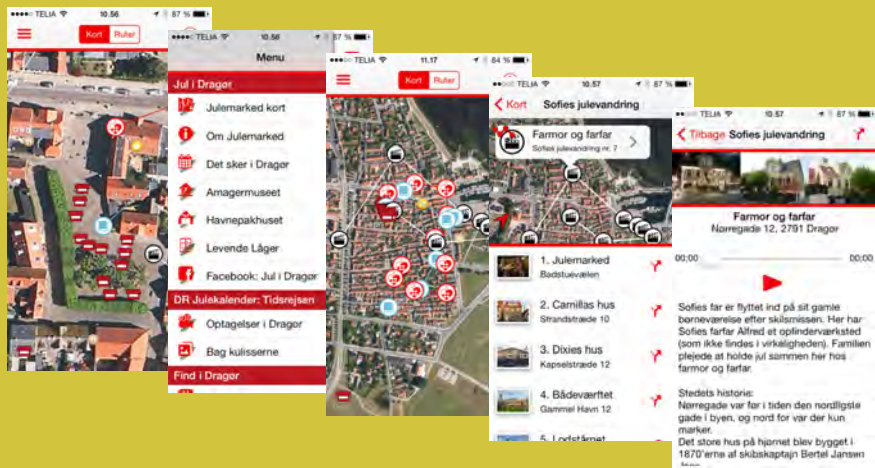 TELIA 10.56 87 %
Kort Ruter
TELIA 10.56 87 %
Menu
Jul i Dragør
Julemarked kort
Om Julemarked
Det sker i Dragør
Amagermuseet
Havnepakhuset
Levende Låger
Facebook: Jul i Dragør
DR Julekalender: Tidsrejsen
Optagelser i Dragør
Bag kulisserne
Find i Dragør
TELIA 11.17 84 %
Kort Ruter
TELIA 10.57 87 %
Kort Sofies julevandring
Farmor og farfar
Sofies julevandring nr. 7
1. Julemarked
Badstuevælen
2. Camillas hus
Strandstræde 10
3. Dixies hus
Kapselstræde 12
4. Bådeværftet
Gammel Havn 12
5. Lodstårnet
TELIA 10.57 87 %
Tilbage Sofies julevandring
Farmor og farfar
Nørregade 12, 2791 Dragør
00:00 00:00
Sofies far er flyttet ind på sit gamle
børneværelse efter skilsmissen. Her har
Sofies farfar Alfred et opfinderværksted
(som ikke findes i virkeligheden). Familien
plejede at holde jul sammen her hos
farmor og farfar.
Stedets historie:
Nørregade var før i tiden den nordligste
gade i byen, og nord for var der kun
marker.
Det store hus på hjørnet blev bygget i
1870'erne af skibskaptajn Bertel Jansen